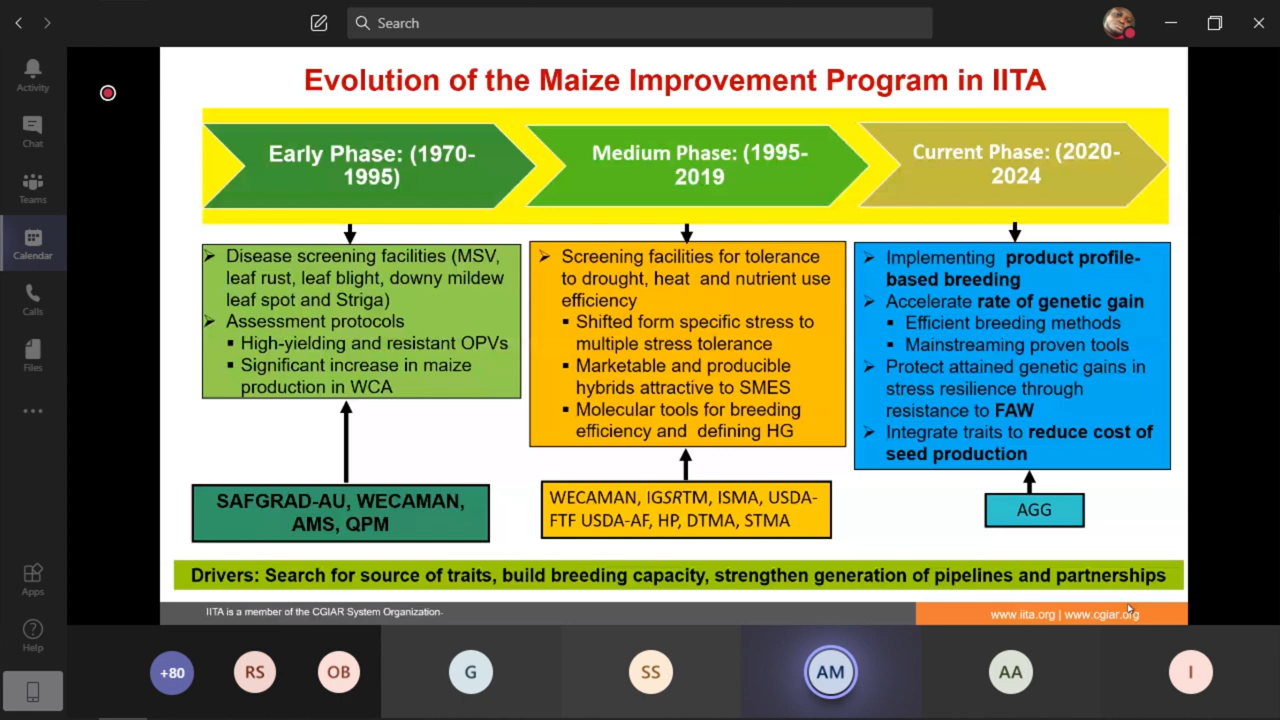 Search
Activity
Chat
Teams
Calendar
Calls
Files
Apps
Help
Evolution of the Maize Improvement Program in IITA
Early Phase: (1970-
1995)
Medium Phase: (1995-
2019
Current Phase: (2020-
2024
Disease screening facilities (MSV,
leaf rust, leaf blight, downy mildew
leaf spot and Striga)
Assessment protocols
High-yielding and resistant OPVs
Significant increase in maize
production in WCA
Screening facilities for tolerance
to drought, heat and nutrient use
efficiency
Shifted form specific stress to
multiple stress tolerance
Marketable and producible
hybrids attractive to SMES
Molecular tools for breeding
efficiency and defining HG
Implementing product profile-
based breeding
Accelerate rate of genetic gain
Efficient breeding methods
Mainstreaming proven tools
Protect attained genetic gains in
stress resilience through
resistance to FAW
Integrate traits to reduce cost of
seed production
SAFGRAD-AU, WECAMAN,
AMS, QPM
WECAMAN, IGSRTM, ISMA, USDA-
FTF USDA-AF, HP, DTMA, STMA
AGG
Drivers: Search for source of traits, build breeding capacity, strengthen generation of pipelines and partnerships
IITA is a member of the CGIAR System Organization.
www.iita.org | www.cgiar.org
+80
RS
OB
G
SS
AM
AA
I